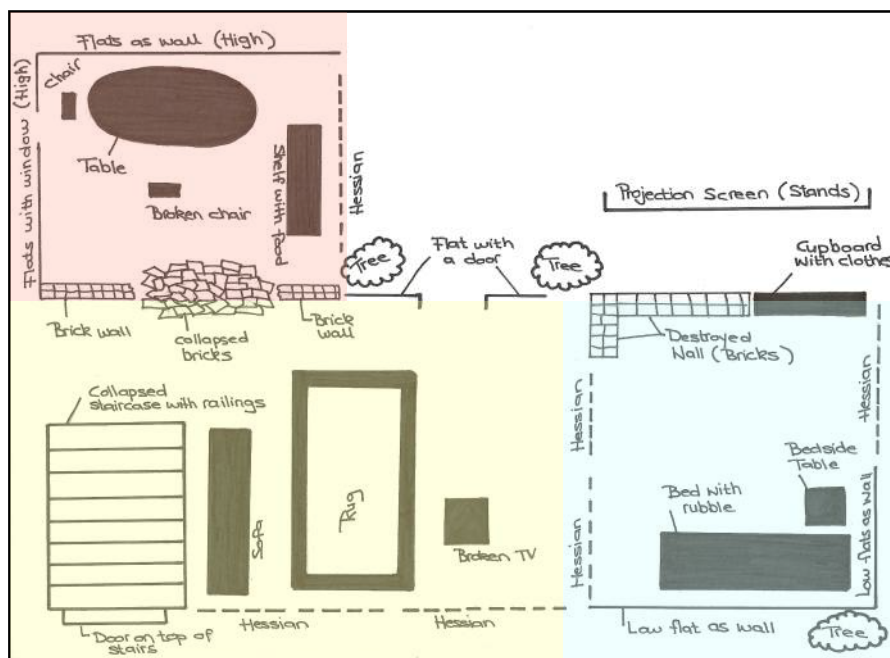 Flats as wall (High)
Chair
Flats with window (High)
Table
Broken chair
Shelf with food
Hessian
Projection Screen (Stands)
Tree
Flat with
a door
Tree
Cupboard
with clothes
Brick wall
collapsed
bricks
Brick
wall
Destroyed
Wall (Bricks)
Hessian
Hessian
Collapsed
staircase with railings
Sofa
Rug
Broken TV
Bedside
Table
Bed with
rubble
Hessian
Low flats as wall
Door on top of
stairs
Hessian
Hessian
Low flat as wall
Tree